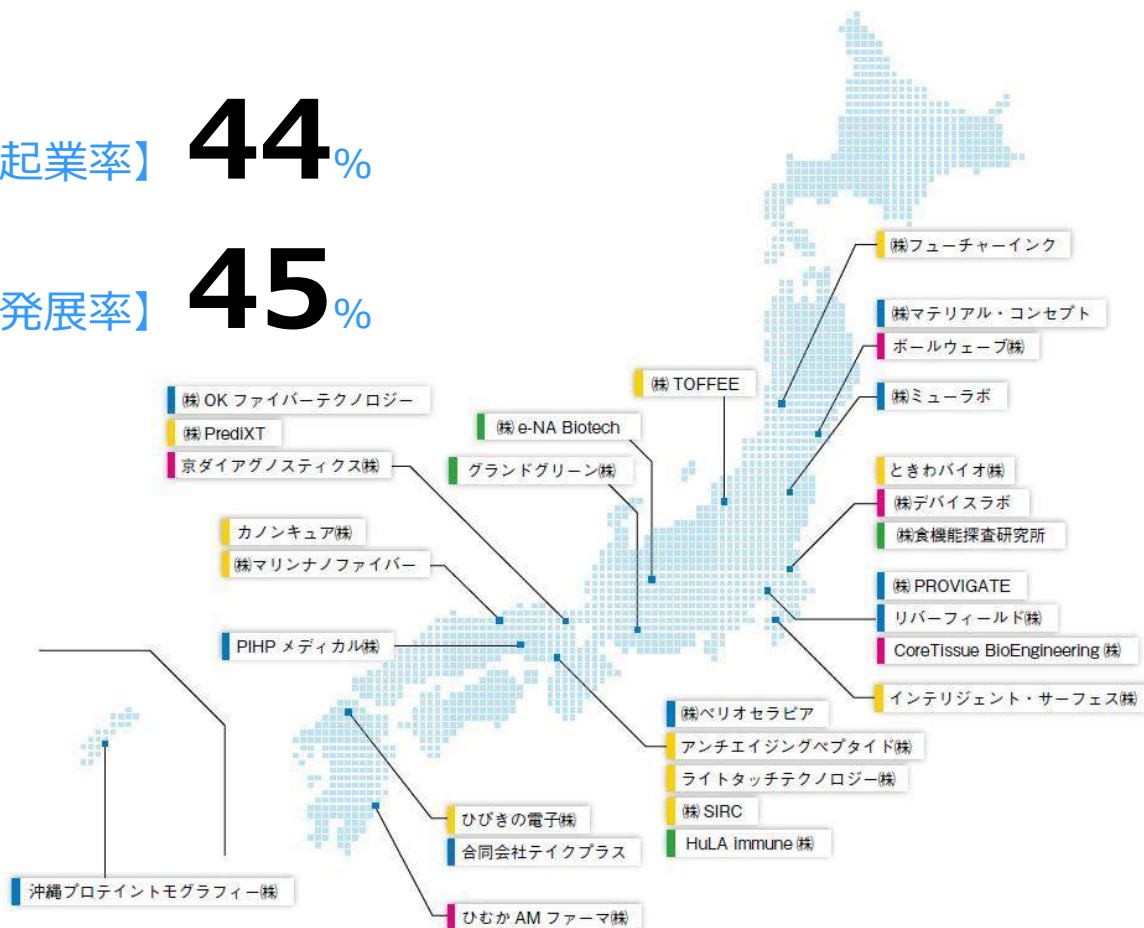 起業率】 44%
発展率】 45%
㈱フューチャーインク
㈱マテリアル・コンセプト
ボールウェーブ㈱
㈱ミューラボ
㈱TOFFEE
㈱OKファイバーテクノロジー
㈱PrediXT
京ダイアグノスティクス㈱
㈱e-NA Biotech
グランドグリーン㈱
ときわバイオ㈱
㈱デバイスラボ
㈱食機能探査研究所
カノンキュア㈱
㈱マリンナノファイバー
㈱PROVIGATE
リバーフィールド㈱
CoreTissue BioEngineering㈱
PIHPメディカル㈱
インテリジェント・サーフェス㈱
㈱ペリオセラピア
アンチエイジングペプタイド㈱
ライトタッチテクノロジー㈱
㈱SIRC
HuLA immune㈱
ひびきの電子㈱
合同会社テイクプラス
沖縄プロテイントモグラフィー㈱
ひむかAMファーマ㈱